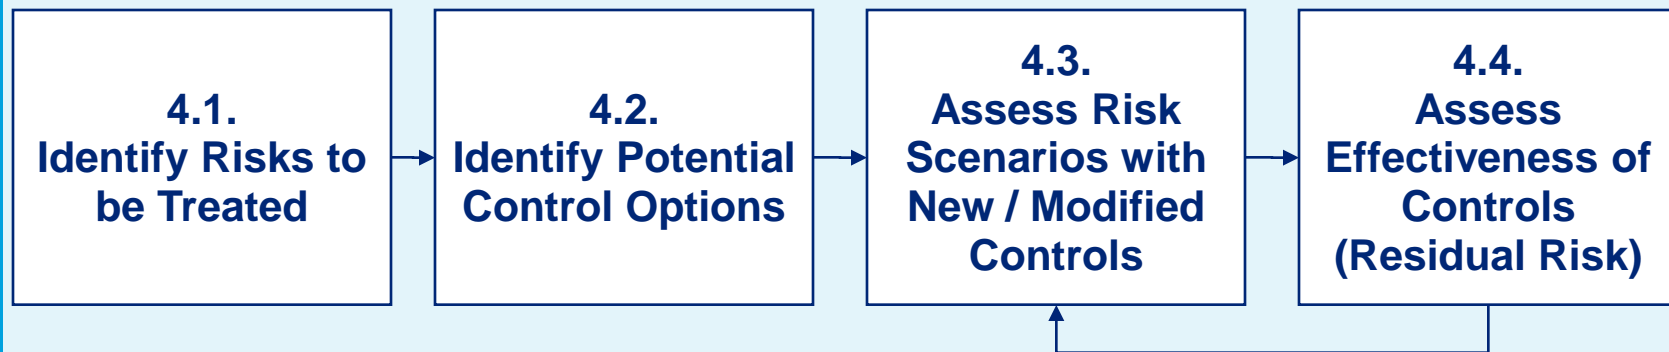 4.1.
Identify Risks to
be Treated
4.2.
Identify Potential
Control Options
4.3.
Assess Risk
Scenarios with
New / Modified
Controls
4.4.
Assess
Effectiveness of
Controls
(Residual Risk)